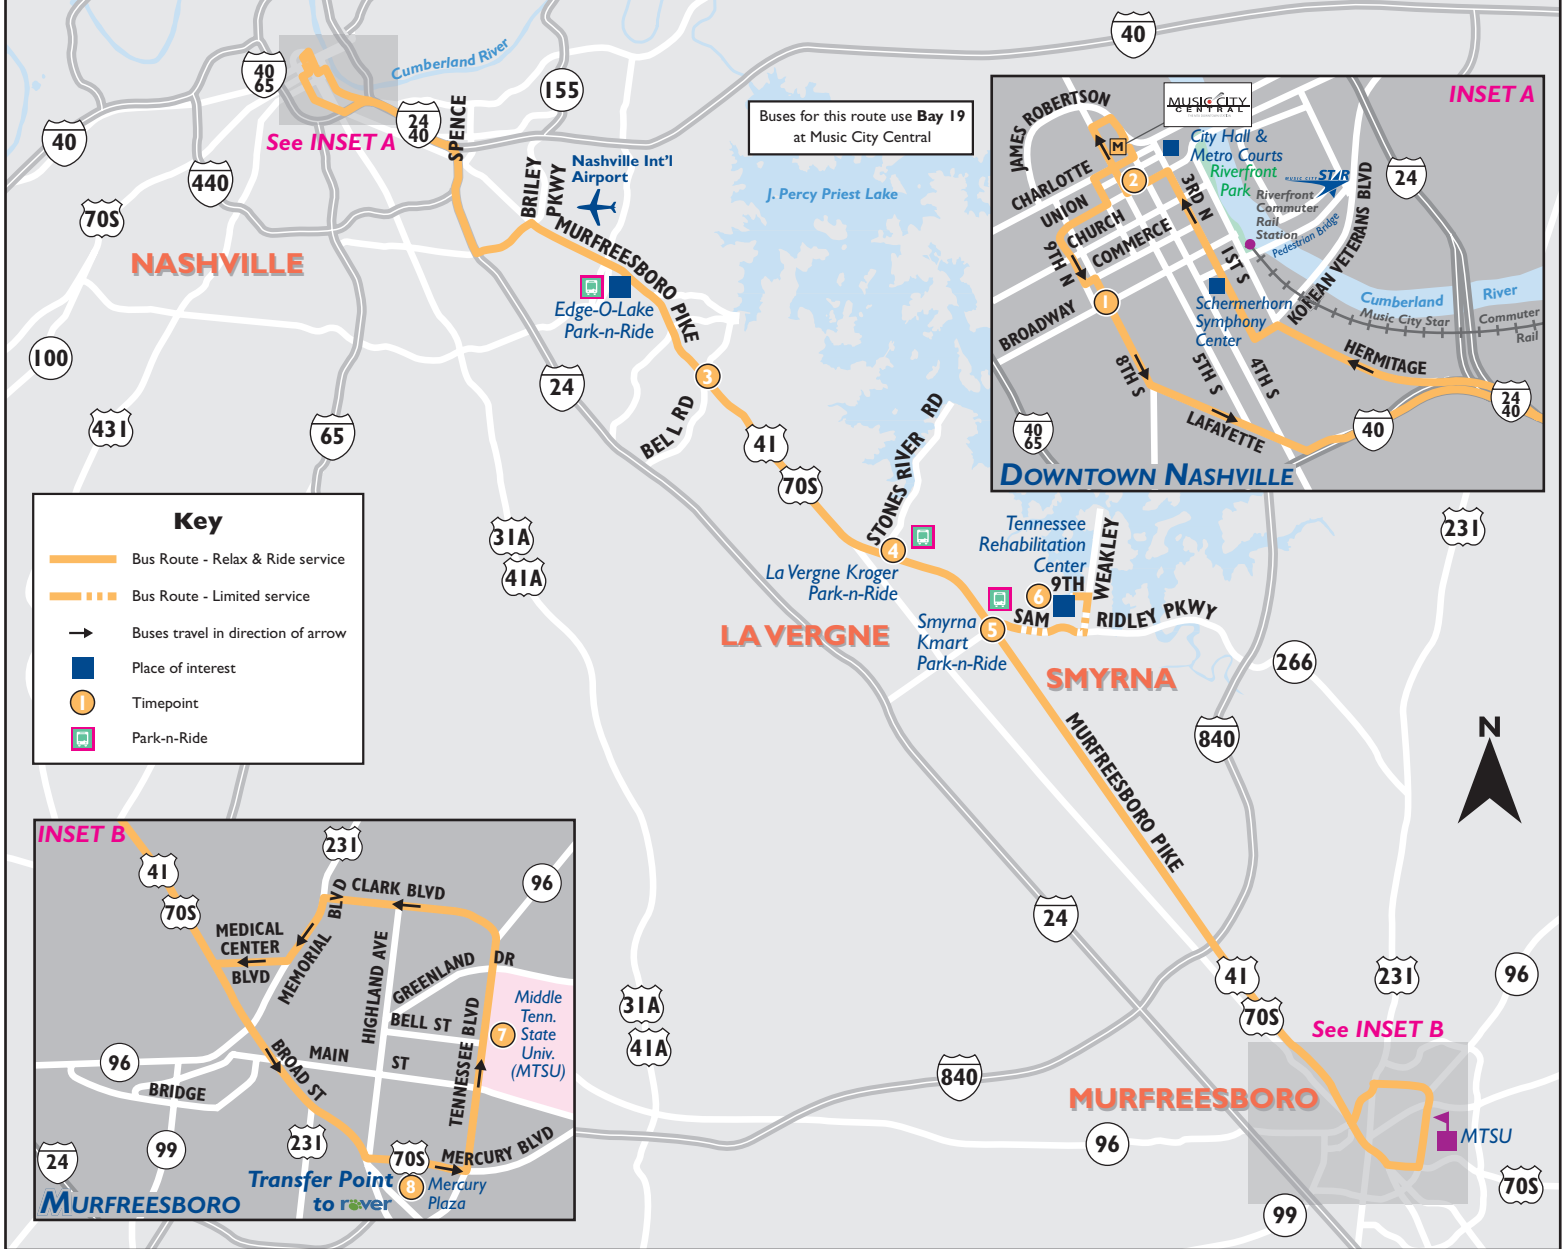 40
65
40
See INSET A
24
40
440
70S
NASHVILLE
100
431
65
Cumberland River
155
SPENCE
BRILEY
PKWY
Nashville Int'l
Airport
MURFREESBORO PIKE
Edge-O-Lake
Park-n-Ride
3
BELL RD
24
41
70S
Buses for this route use Bay 19
at Music City Central
J. Percy Priest Lake
40
STONES RIVER RD
4
La Vergne Kroger
Park-n-Ride
LA VERGNE
Smyrna
Kmart
Park-n-Ride
5
Tennessee
Rehabilitation
Center
6
9TH
WEAKLEY
SAM
RIDLEY PKWY
SMYRNA
266
231
840
N
MURFREESBORO PIKE
31A
41A
24
41
70S
231
96
See INSET B
MURFREESBORO
MTSU
70S
99
96
840
31A
41A
INSET A
JAMES ROBERTSON
MUSIC CITY
CENTRAL
M
City Hall &
Metro Courts
Riverfront
Park
MUSIC CITY STAR
Riverfront
Commuter
Rail
Station
Pedestrian Bridge
KOREAN VETERANS BLVD
24
CHARLOTTE
2
UNION
CHURCH
COMMERCE
3RD N
9TH N
1
BROADWAY
1ST S
Schermerhorn
Symphony
Center
Cumberland
River
Music City Star
Commuter
Rail
HERMITAGE
8TH S
5TH S
4TH S
LAFAYETTE
40
24
40
40
65
DOWNTOWN NASHVILLE
Key
Bus Route - Relax & Ride service
Bus Route - Limited service
Buses travel in direction of arrow
Place of interest
1
Timepoint
Park-n-Ride
INSET B
41
70S
231
96
CLARK BLVD
MEMORIAL BLVD
MEDICAL
CENTER
BLVD
HIGHLAND AVE
GREENLAND DR
BELL ST
TENNESSEE BLVD
7
Middle
Tenn.
State
Univ.
(MTSU)
96
BRIDGE
BROAD ST
MAIN ST
99
231
24
70S
MERCURY BLVD
8
Mercury
Plaza
Transfer Point
to rover
MURFREESBORO